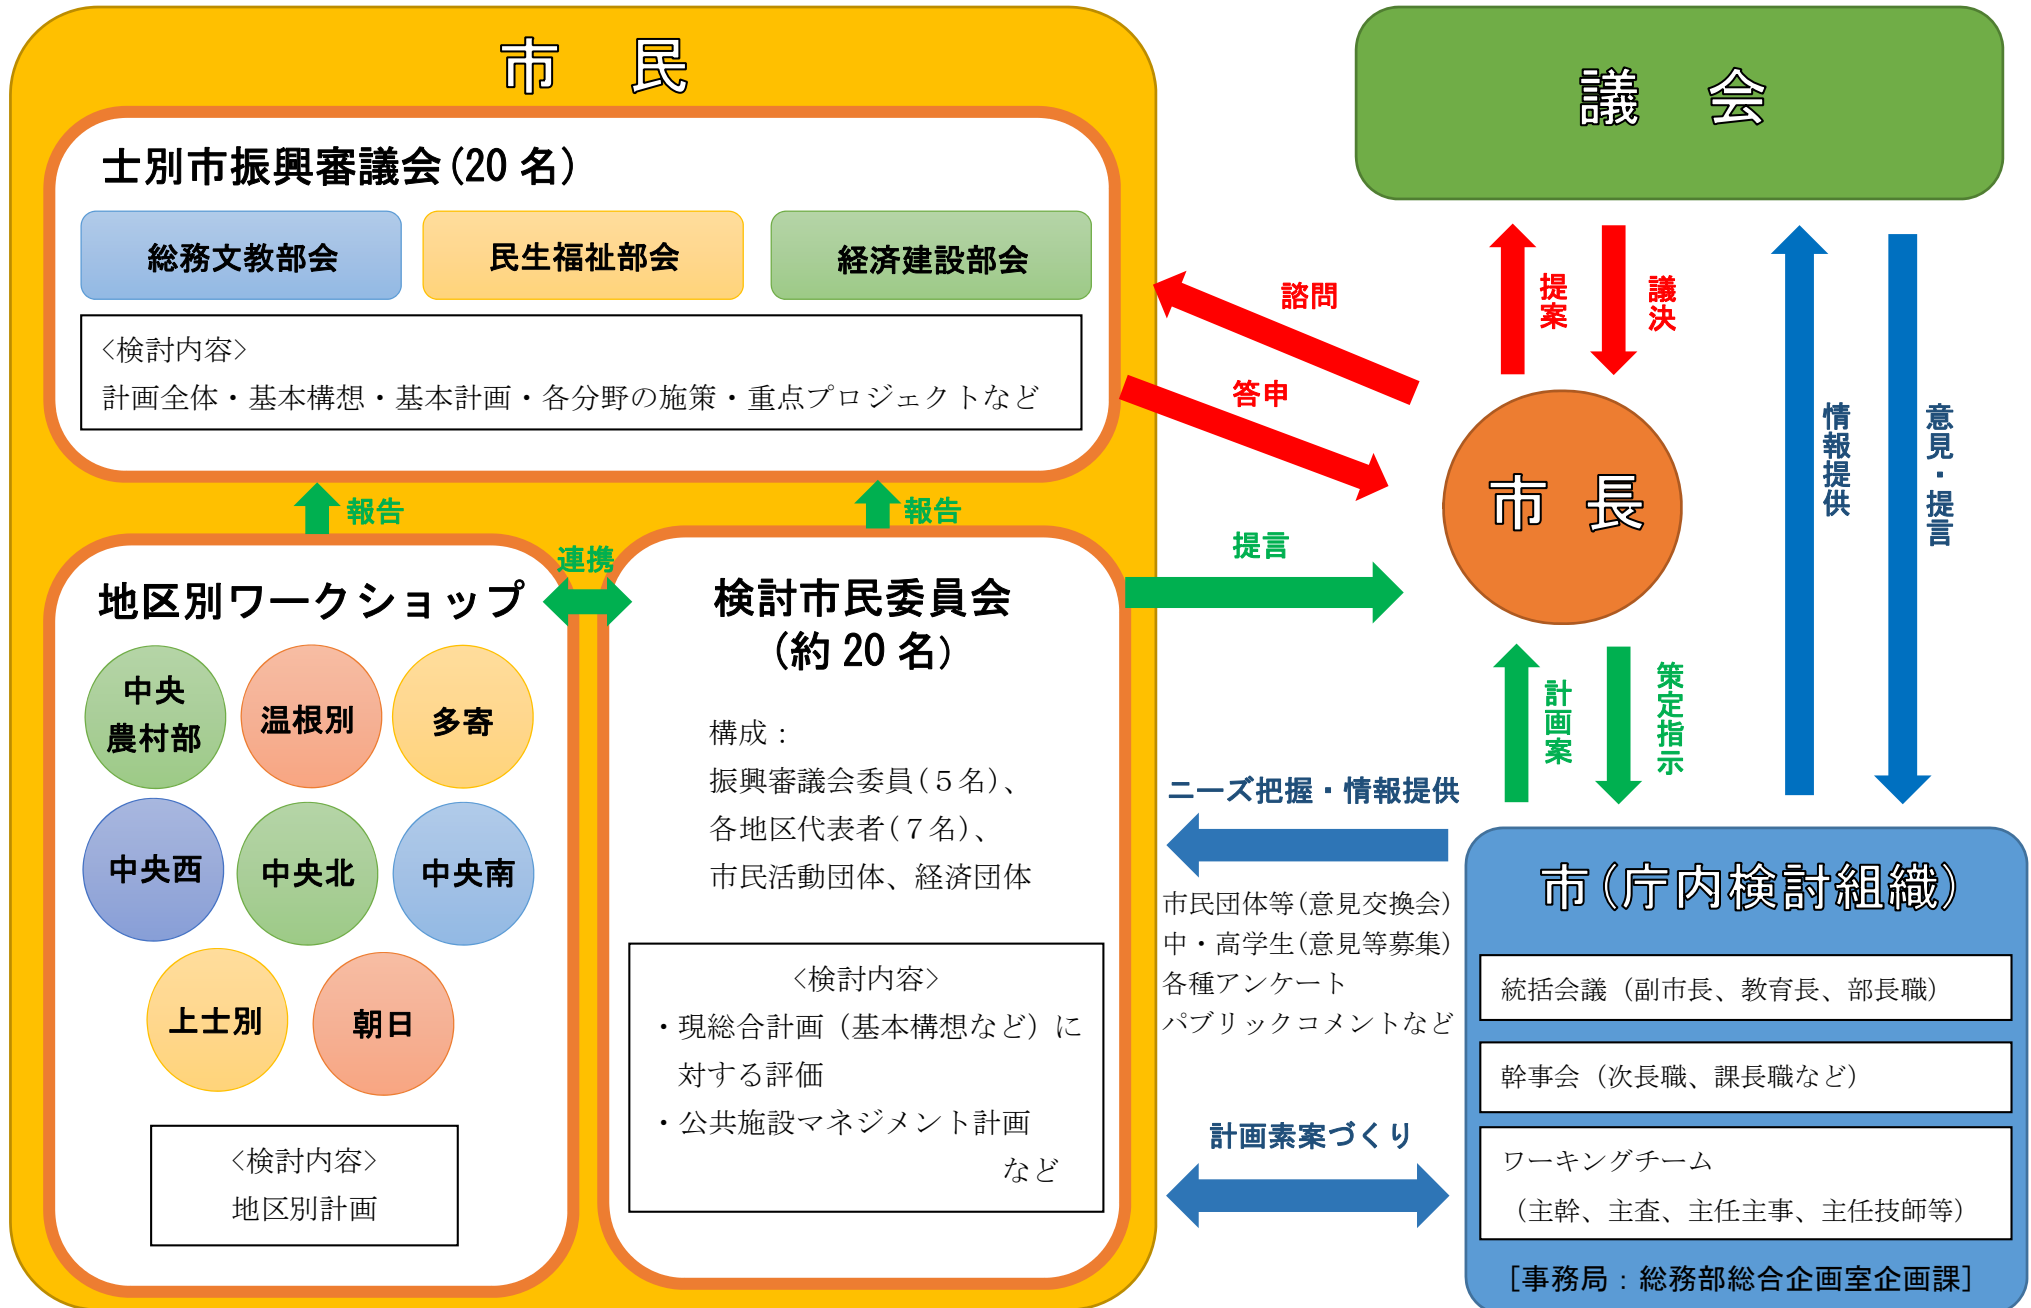 市　民
士別市振興審議会(20 名)
総務文教部会
民生福祉部会
経済建設部会
<検討内容>
計画全体・基本構想・基本計画・各分野の施策・重点プロジェクトなど
報告
報告
連携
地区別ワークショップ
中央
農村部
温根別
多寄
中央西
中央北
中央南
上士別
朝日
<検討内容>
地区別計画
検討市民委員会
(約 20 名)
構成：
振興審議会委員(５名)、
各地区代表者(７名)、
市民活動団体、経済団体
<検討内容>
・現総合計画（基本構想など）に
対する評価
・公共施設マネジメント計画
など
議　会
提案
議決
諮問
答申
提言
市 長
情報提供
意見・提言
計画案
策定指示
ニーズ把握・情報提供
市民団体等(意見交換会)
中・高学生(意見等募集)
各種アンケート
パブリックコメントなど
計画素案づくり
市(庁内検討組織)
統括会議（副市長、教育長、部長職）
幹事会（次長職、課長職など）
ワーキングチーム
（主幹、主査、主任主事、主任技師等）
[事務局：総務部総合企画室企画課]